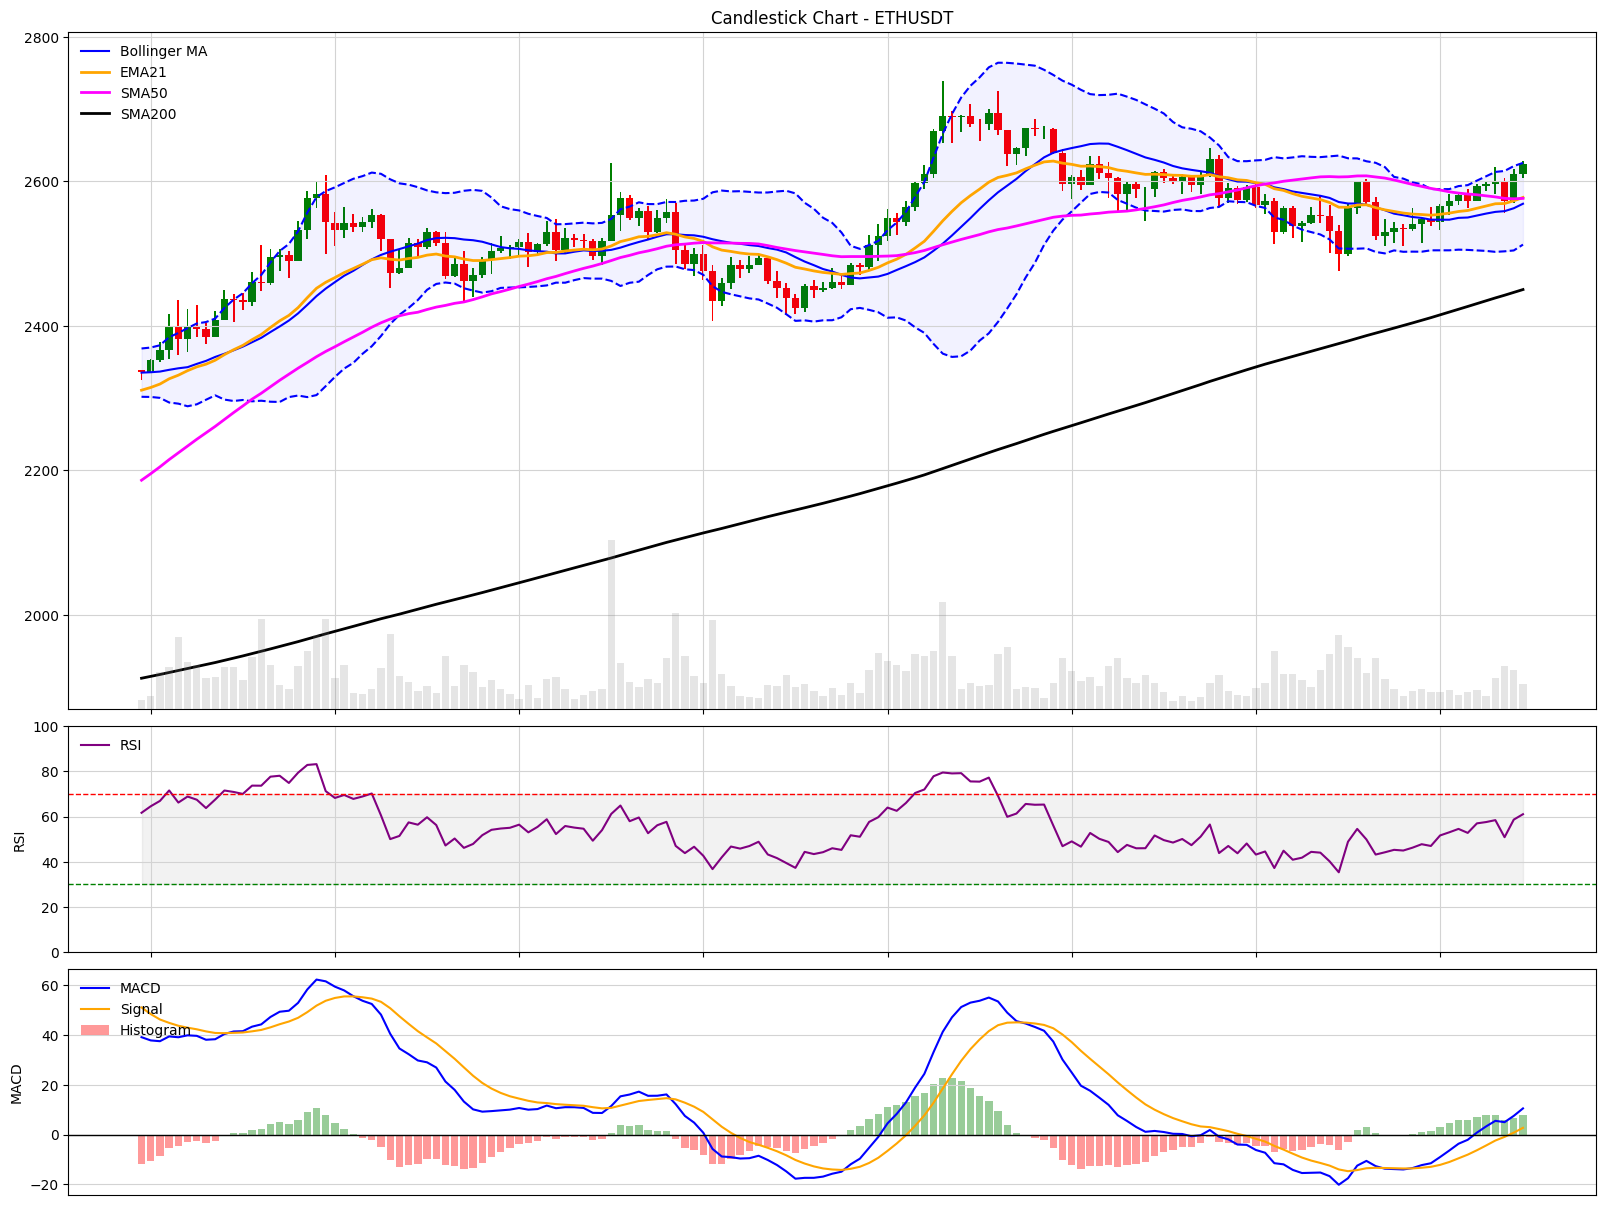 Candlestick Chart - ETHUSDT
2800
Bollinger MA
EMA21
SMA50
SMA200
2600
2400
2200
2000
100
RSI
80
60
RSI
40
20
0
MACD
60
Signal
Histogram
40
MACD
20
0
−20